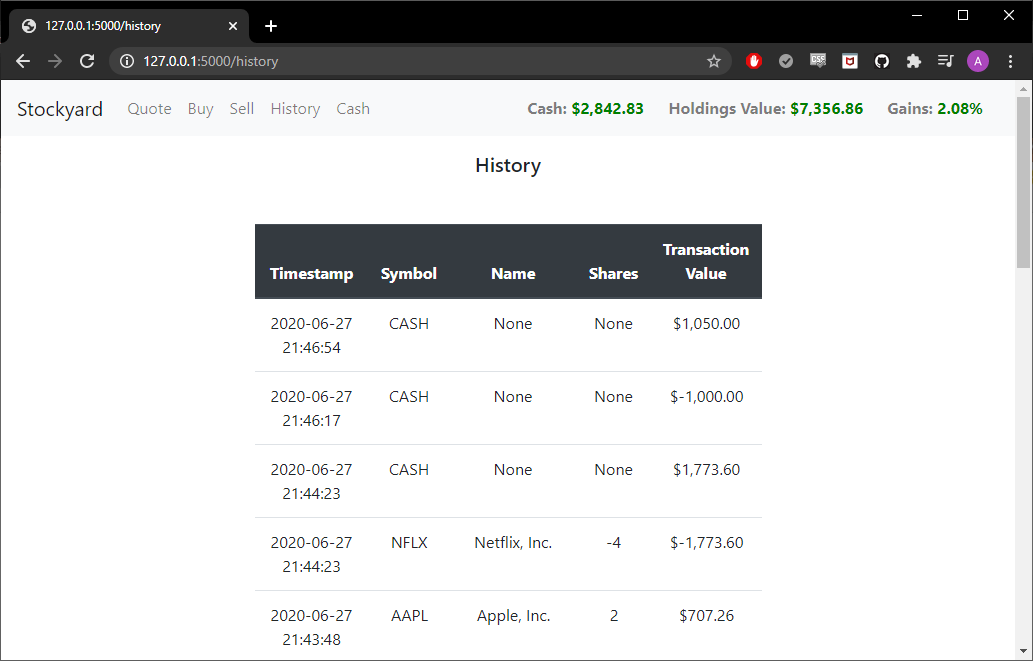 127.0.0.1:5000/history
127.0.0.1:5000/history
CSP
A
Stockyard Quote Buy Sell History Cash Cash: $2,842.83 Holdings Value: $7,356.86 Gains: 2.08%
History
Transaction
Timestamp Symbol Name Shares Value
2020-06-27 CASH None None $1,050.00
21:46:54
2020-06-27 CASH None None $-1,000.00
21:46:17
2020-06-27 CASH None None $1,773.60
21:44:23
2020-06-27 NFLX Netflix, Inc. -4 $-1,773.60
21:44:23
2020-06-27 AAPL Apple, Inc. 2 $707.26
21:43:48